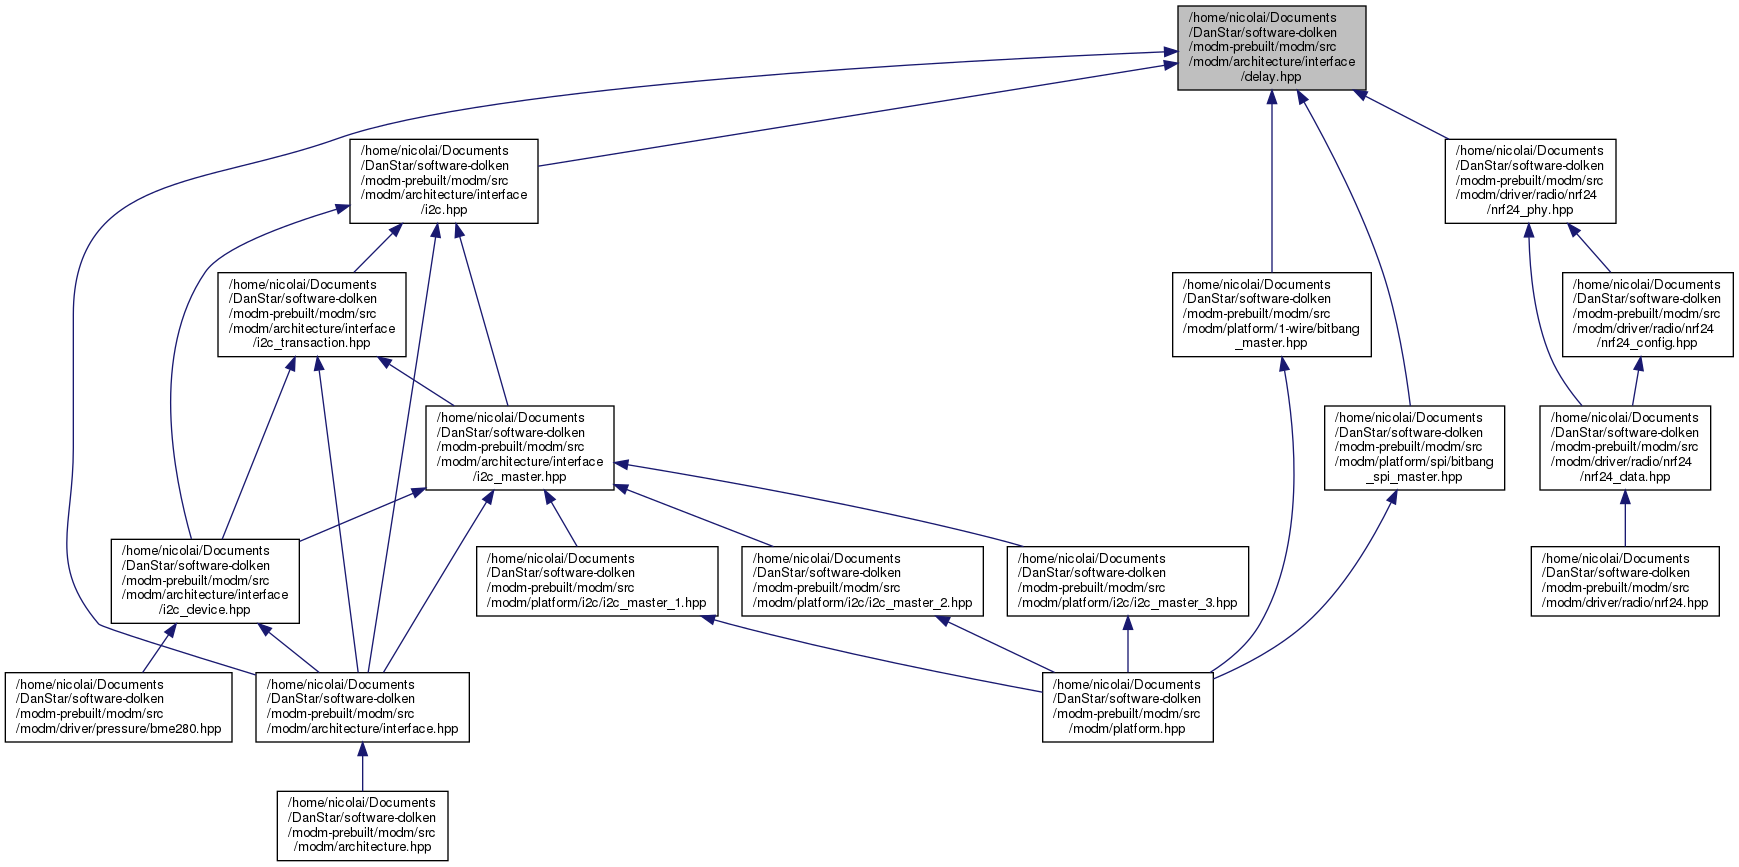 /home/nicolai/Documents
/DanStar/software-dolken
/modm-prebuilt/modm/src
/modm/architecture/interface
/delay.hpp
/home/nicolai/Documents
/DanStar/software-dolken
/modm-prebuilt/modm/src
/modm/architecture/interface
/i2c.hpp
/home/nicolai/Documents
/DanStar/software-dolken
/modm-prebuilt/modm/src
/modm/driver/radio/nrf24
/nrf24_phy.hpp
/home/nicolai/Documents
/DanStar/software-dolken
/modm-prebuilt/modm/src
/modm/architecture/interface
/i2c_transaction.hpp
/home/nicolai/Documents
/DanStar/software-dolken
/modm-prebuilt/modm/src
/modm/platform/1-wire/bitbang
_master.hpp
/home/nicolai/Documents
/DanStar/software-dolken
/modm-prebuilt/modm/src
/modm/driver/radio/nrf24
/nrf24_config.hpp
/home/nicolai/Documents
/DanStar/software-dolken
/modm-prebuilt/modm/src
/modm/architecture/interface
/i2c_master.hpp
/home/nicolai/Documents
/DanStar/software-dolken
/modm-prebuilt/modm/src
/modm/platform/spi/bitbang
_spi_master.hpp
/home/nicolai/Documents
/DanStar/software-dolken
/modm-prebuilt/modm/src
/modm/driver/radio/nrf24
/nrf24_data.hpp
/home/nicolai/Documents
/DanStar/software-dolken
/modm-prebuilt/modm/src
/modm/architecture/interface
/i2c_device.hpp
/home/nicolai/Documents
/DanStar/software-dolken
/modm-prebuilt/modm/src
/modm/platform/i2c/i2c_master_1.hpp
/home/nicolai/Documents
/DanStar/software-dolken
/modm-prebuilt/modm/src
/modm/platform/i2c/i2c_master_2.hpp
/home/nicolai/Documents
/DanStar/software-dolken
/modm-prebuilt/modm/src
/modm/platform/i2c/i2c_master_3.hpp
/home/nicolai/Documents
/DanStar/software-dolken
/modm-prebuilt/modm/src
/modm/driver/radio/nrf24.hpp
/home/nicolai/Documents
/DanStar/software-dolken
/modm-prebuilt/modm/src
/modm/driver/pressure/bme280.hpp
/home/nicolai/Documents
/DanStar/software-dolken
/modm-prebuilt/modm/src
/modm/architecture/interface.hpp
/home/nicolai/Documents
/DanStar/software-dolken
/modm-prebuilt/modm/src
/modm/platform.hpp
/home/nicolai/Documents
/DanStar/software-dolken
/modm-prebuilt/modm/src
/modm/architecture.hpp